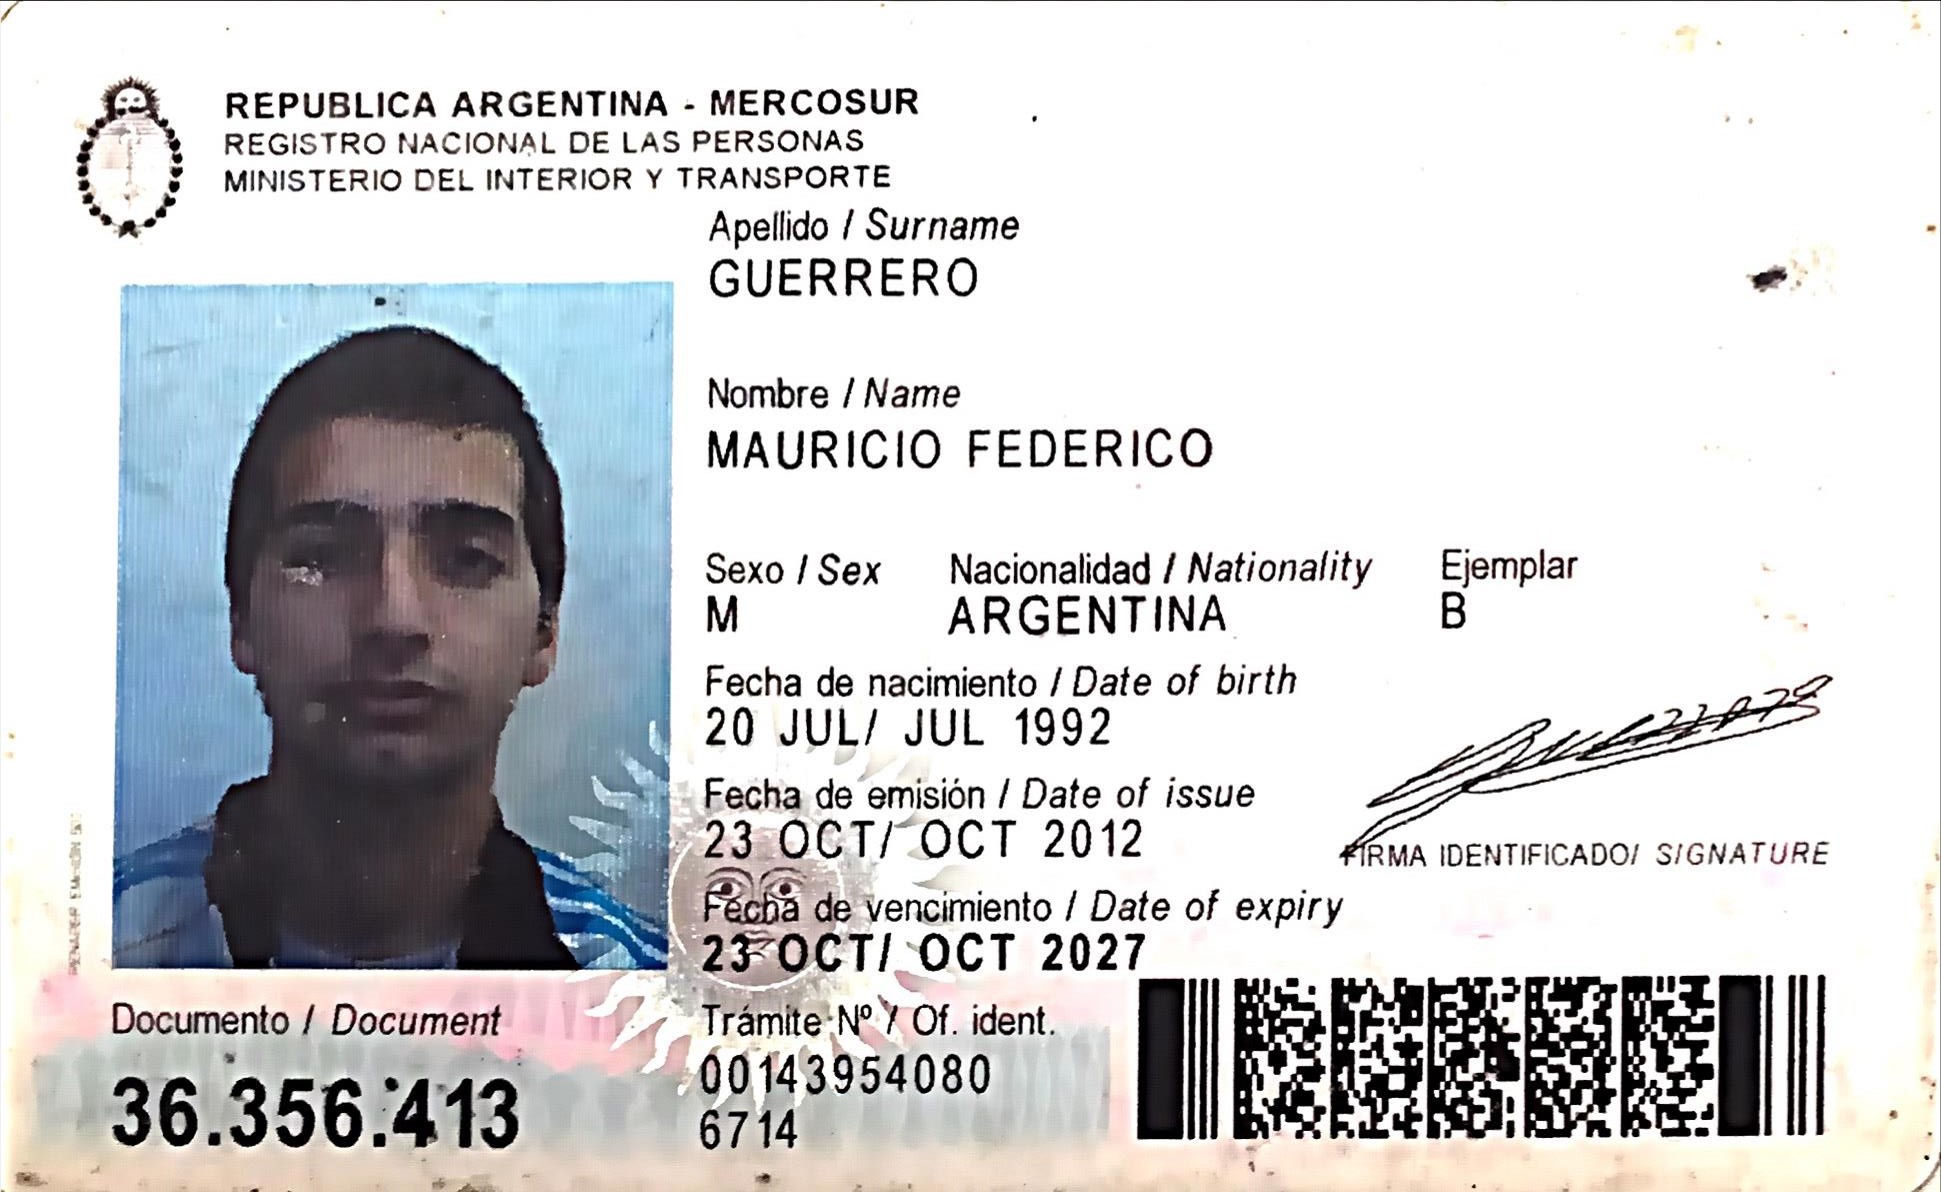 REPUBLICA ARGENTINA - MERCOSUR
REGISTRO NACIONAL DE LAS PERSONAS
MINISTERIO DEL INTERIOR Y TRANSPORTE
Apellido / Surname
GUERRERO
Nombre / Name
MAURICIO FEDERICO
Sexo / Sex Nacionalidad / Nationality Ejemplar
M ARGENTINA B
Fecha de nacimiento / Date of birth
20 JUL/ JUL 1992
Fecha de emisión / Date of issue
23 OCT/ OCT 2012
FIRMA IDENTIFICADO/ SIGNATURE
Fecha de vencimiento / Date of expiry
23 OCT/ OCT 2027
Documento / Document Trámite Nº / Of. ident.
36.356.413 00143954080
6714